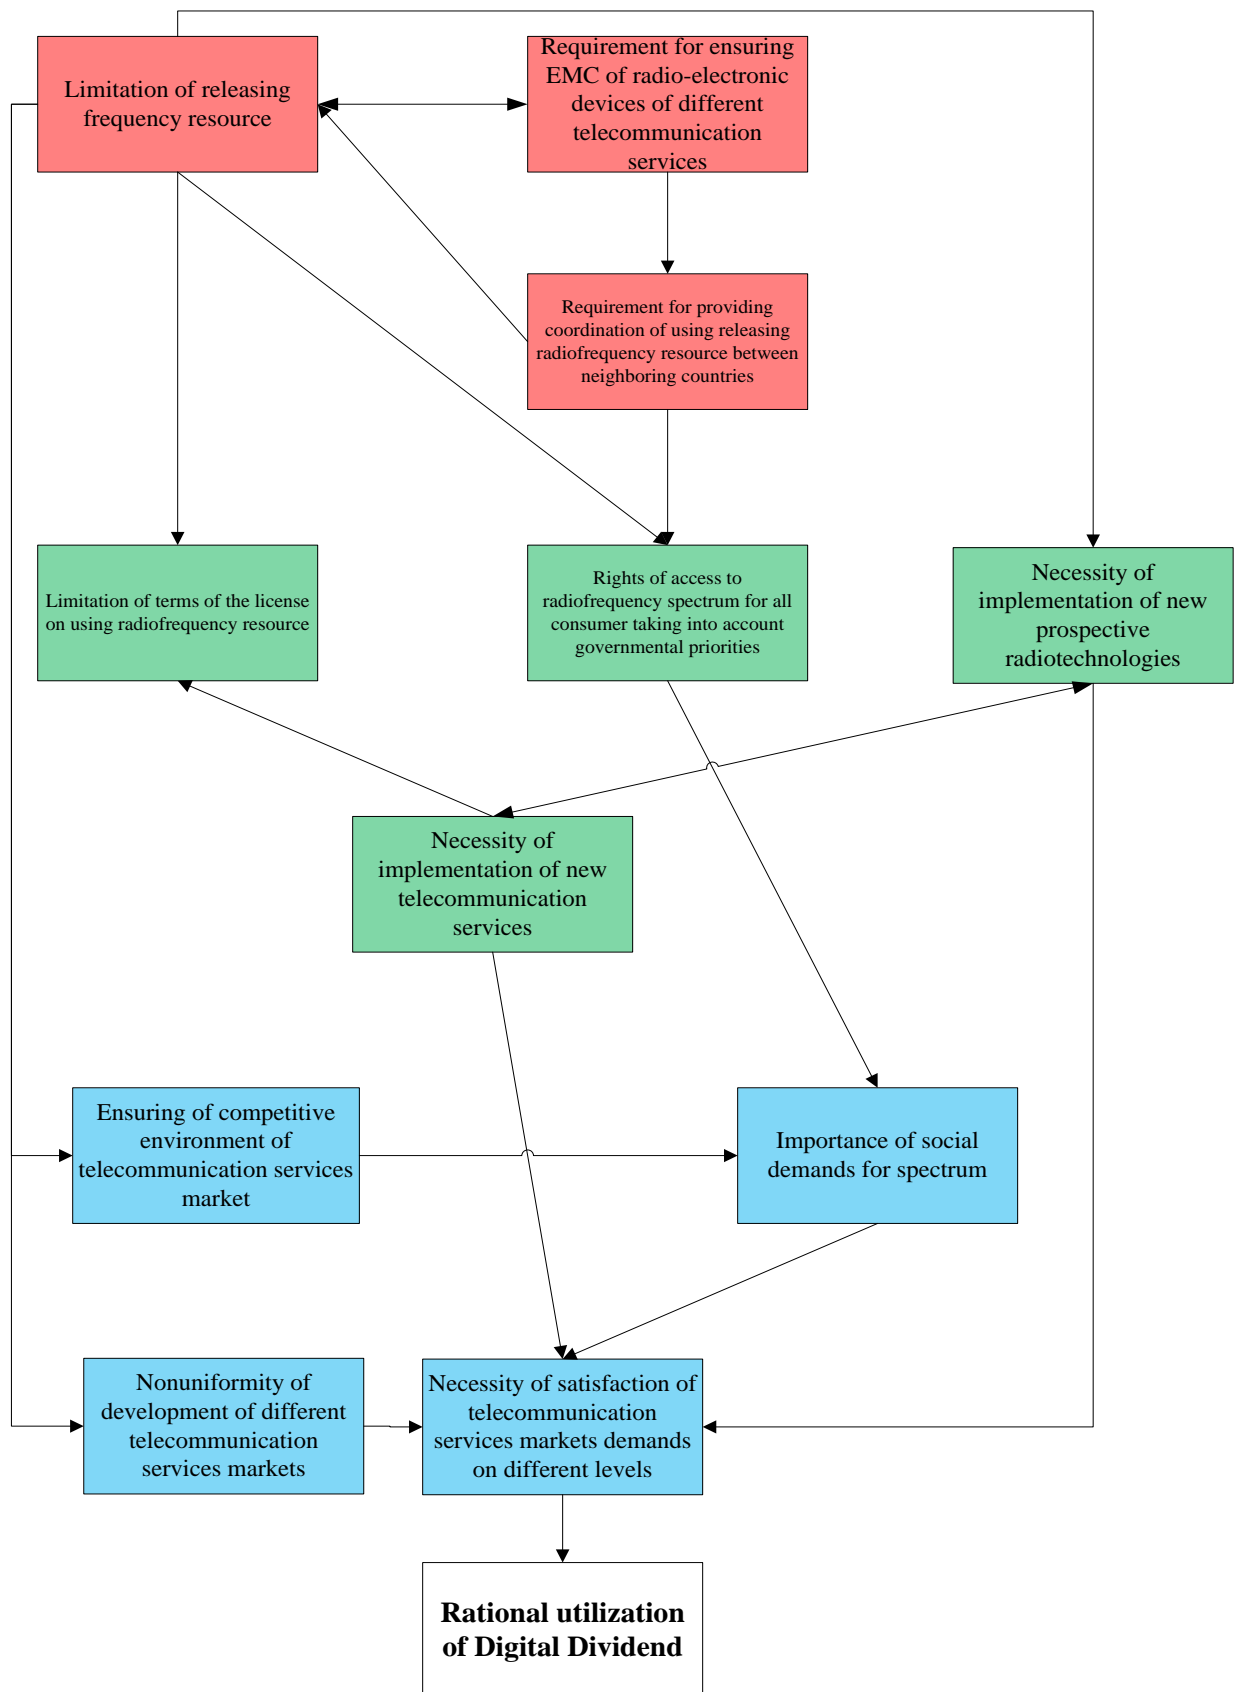 Limitation of releasing
frequency resource
Requirement for ensuring
EMC of radio-electronic
devices of different
telecommunication
services
Requirement for providing
coordination of using releasing
radiofrequency resource between
neighboring countries
Limitation of terms of the license
on using radiofrequency resource
Rights of access to
radiofrequency spectrum for all
consumer taking into account
governmental priorities
Necessity of
implementation of new
prospective
radiotechnologies
Necessity of
implementation of new
telecommunication
services
Ensuring of competitive
environment of
telecommunication services
market
Importance of social
demands for spectrum
Nonuniformity of
development of different
telecommunication
services markets
Necessity of satisfaction of
telecommunication
services markets demands
on different levels
Rational utilization
of Digital Dividend